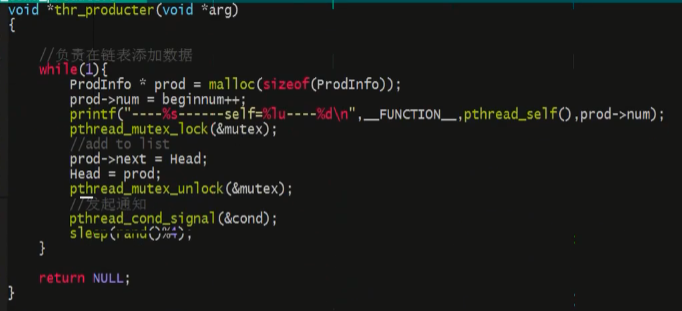 void *thr_producter(void *arg)
{
//负责在链表添加数据
while(1){
ProdInfo * prod = malloc(sizeof(ProdInfo));
prod->num = beginnum++;
printf("----%s------self=%lu----%d\n",__FUNCTION__,pthread_self(),prod->num);
pthread_mutex_lock(&mutex);
//add to list
prod->next = Head;
Head = prod;
pthread_mutex_unlock(&mutex);
//发起通知
pthread_cond_signal(&cond);
sleep(rand()%4);
}
return NULL;
}